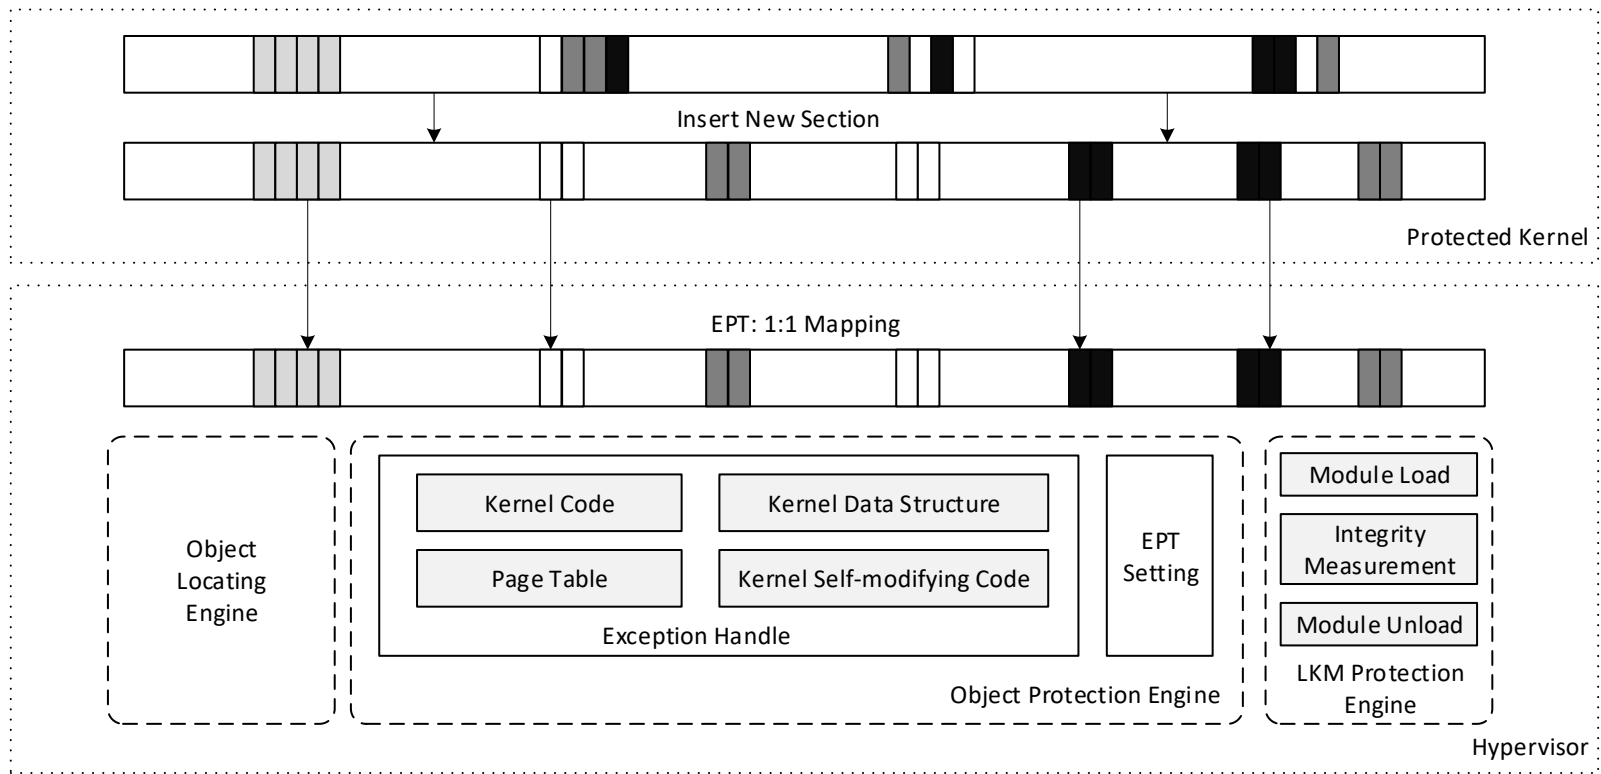 Insert New Section
Protected Kernel
EPT: 1:1 Mapping
Object
Locating
Engine
Kernel Code
Kernel Data Structure
Page Table
Kernel Self-modifying Code
Exception Handle
EPT
Setting
Object Protection Engine
Module Load
Integrity
Measurement
Module Unload
LKM Protection
Engine
Hypervisor